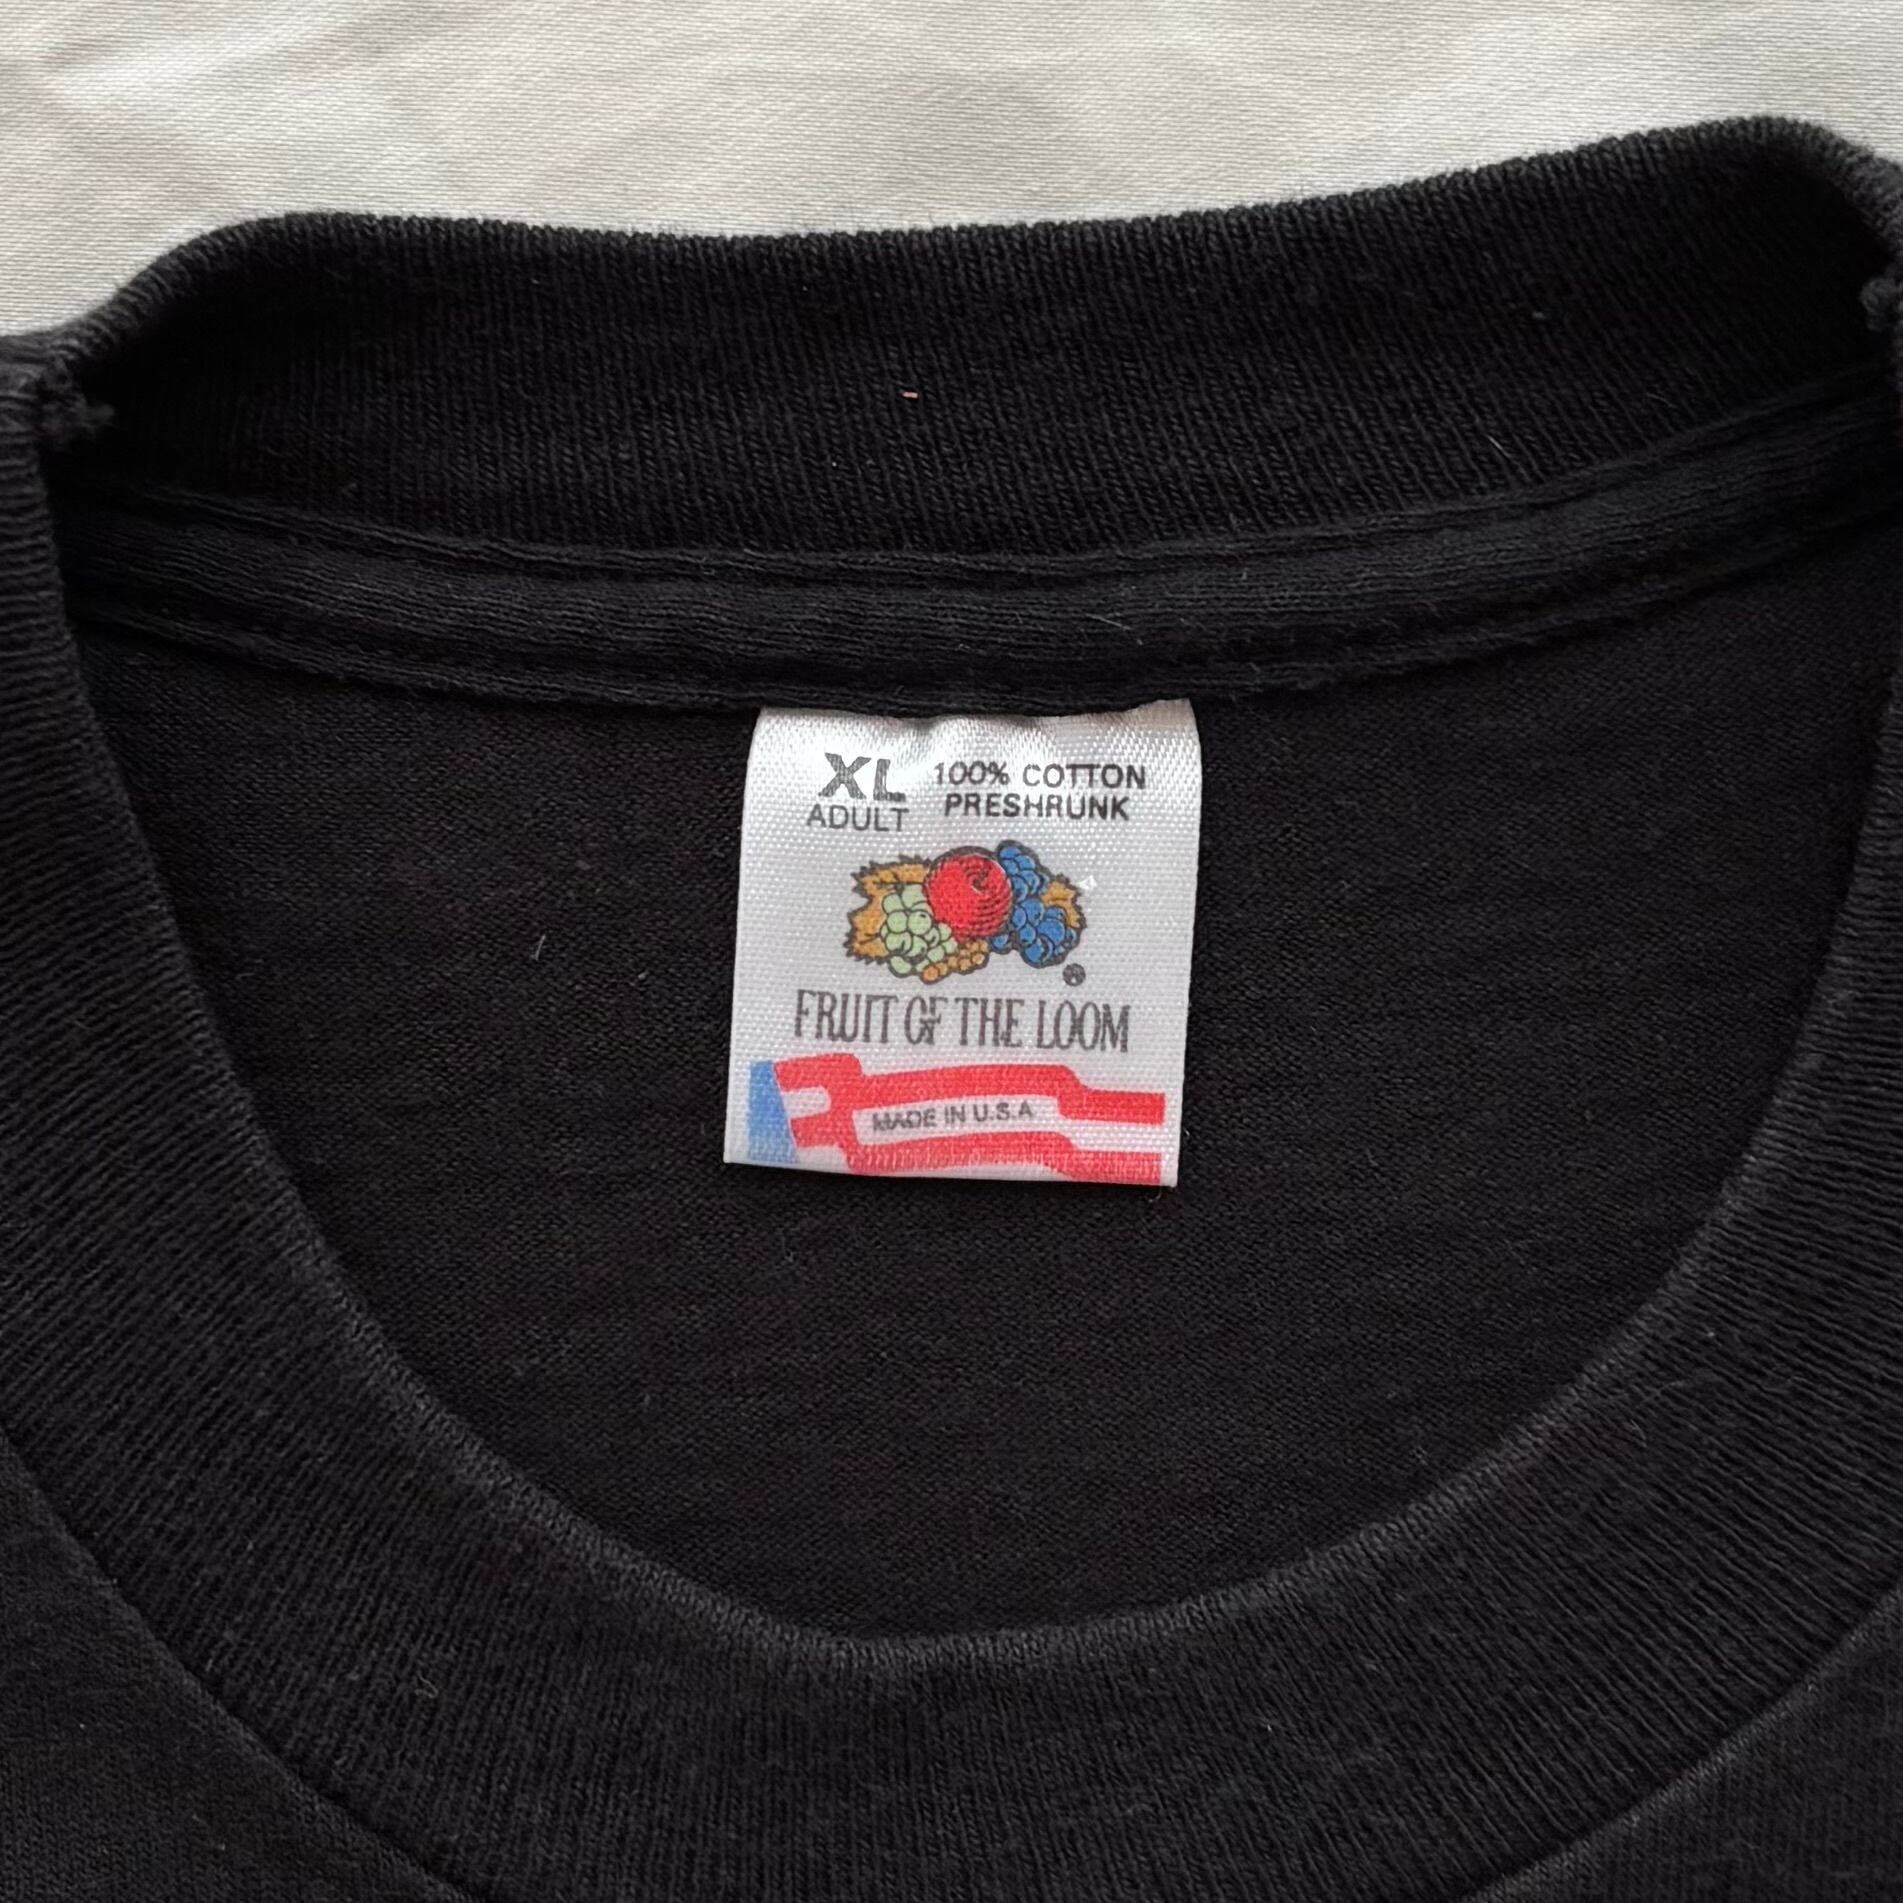 XL
ADULT
100% COTTON
PRESHRUNK
®
FRUIT OF THE LOOM
MADE IN U.S.A